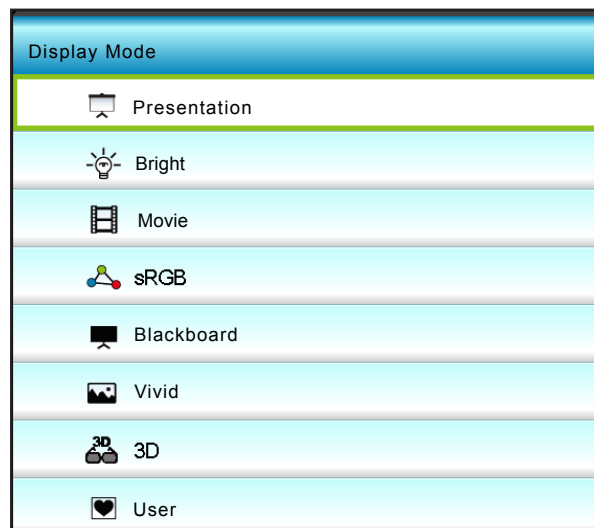 Display Mode
Presentation
Bright
Movie
sRGB
Blackboard
Vivid
3D
3D
User